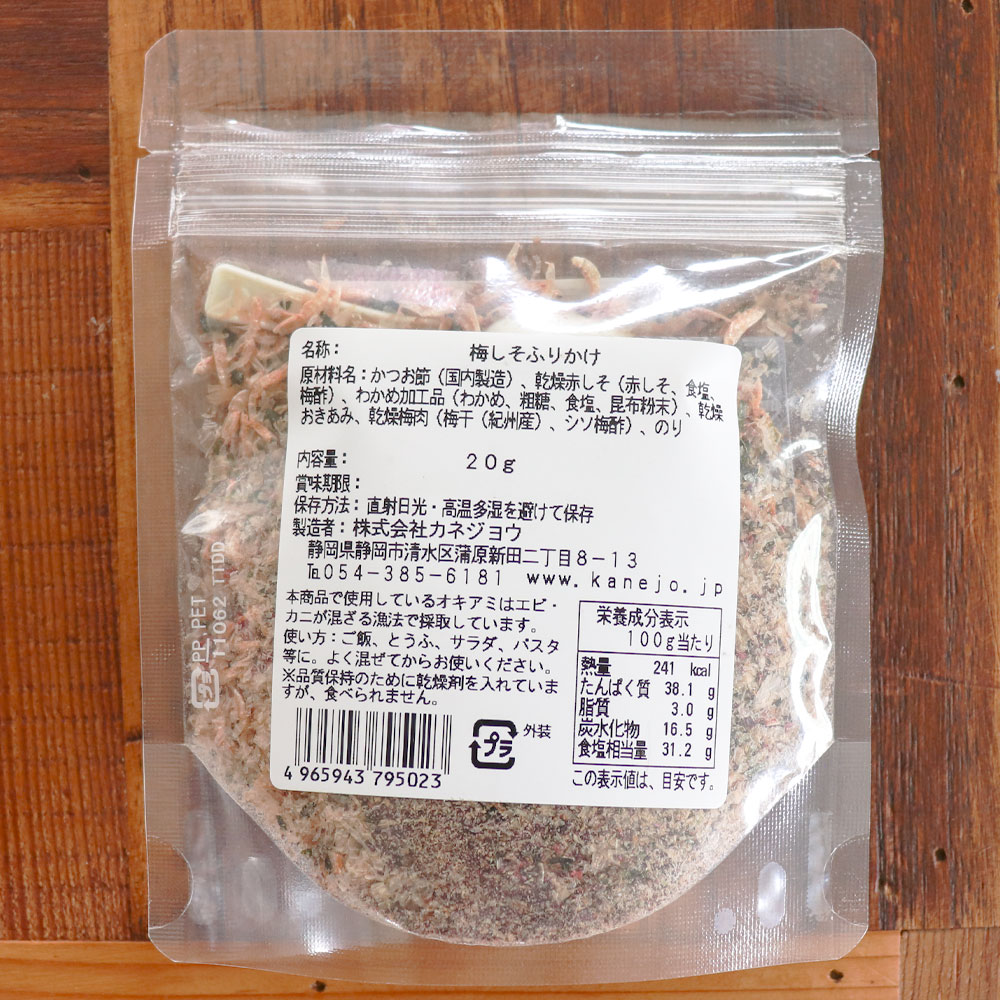 名称： 梅しそふりかけ
原材料名：かつお節（国内製造）、乾燥赤しそ（赤しそ、食塩、
梅酢）、わかめ加工品（わかめ、粗糖、食塩、昆布粉末）、乾燥
おきあみ、乾燥梅肉（梅干（紀州産）、シソ梅酢）、のり
内容量： 20g
賞味期限：
保存方法：直射日光・高温多湿を避けて保存
製造者：株式会社カネジョウ
静岡県静岡市清水区蒲原新田二丁目8-13
℡054-385-6181 www.kanejo.jp
本商品で使用しているオキアミはエビ・
カニが混ざる漁法で採取しています。
使い方：ご飯、とうふ、サラダ、パスタ
等に。よく混ぜてからお使いください。
※品質保持のために乾燥剤を入れていま
すが、食べられません。
栄養成分表示
100g当たり
熱量 241 kcal
たんぱく質 38.1 g
脂質 3.0 g
炭水化物 16.5 g
食塩相当量 31.2 g
この表示値は、目安です。
4 965943 795023
プラ 外装
プラ PP,PET
11062 TIDD